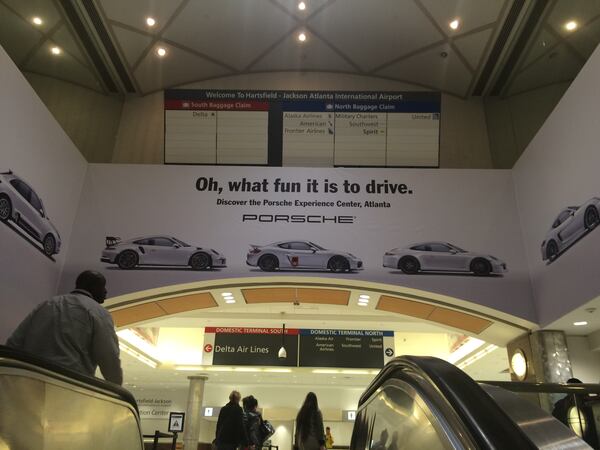 Welcome to Hartsfield - Jackson Atlanta International Airport
South Baggage Claim
North Baggage Claim
Delta
Alaska Airlines
Military Charters
United
American
Southwest
Frontier Airlines
Spirit
Oh, what fun it is to drive.
Discover the Porsche Experience Center, Atlanta
PORSCHE
DOMESTIC TERMINAL SOUTH
DOMESTIC TERMINAL NORTH
Delta Air Lines
Alaska Air
Frontier
Spirit
American Airlines
Southwest
United
Hartsfield-Jackson